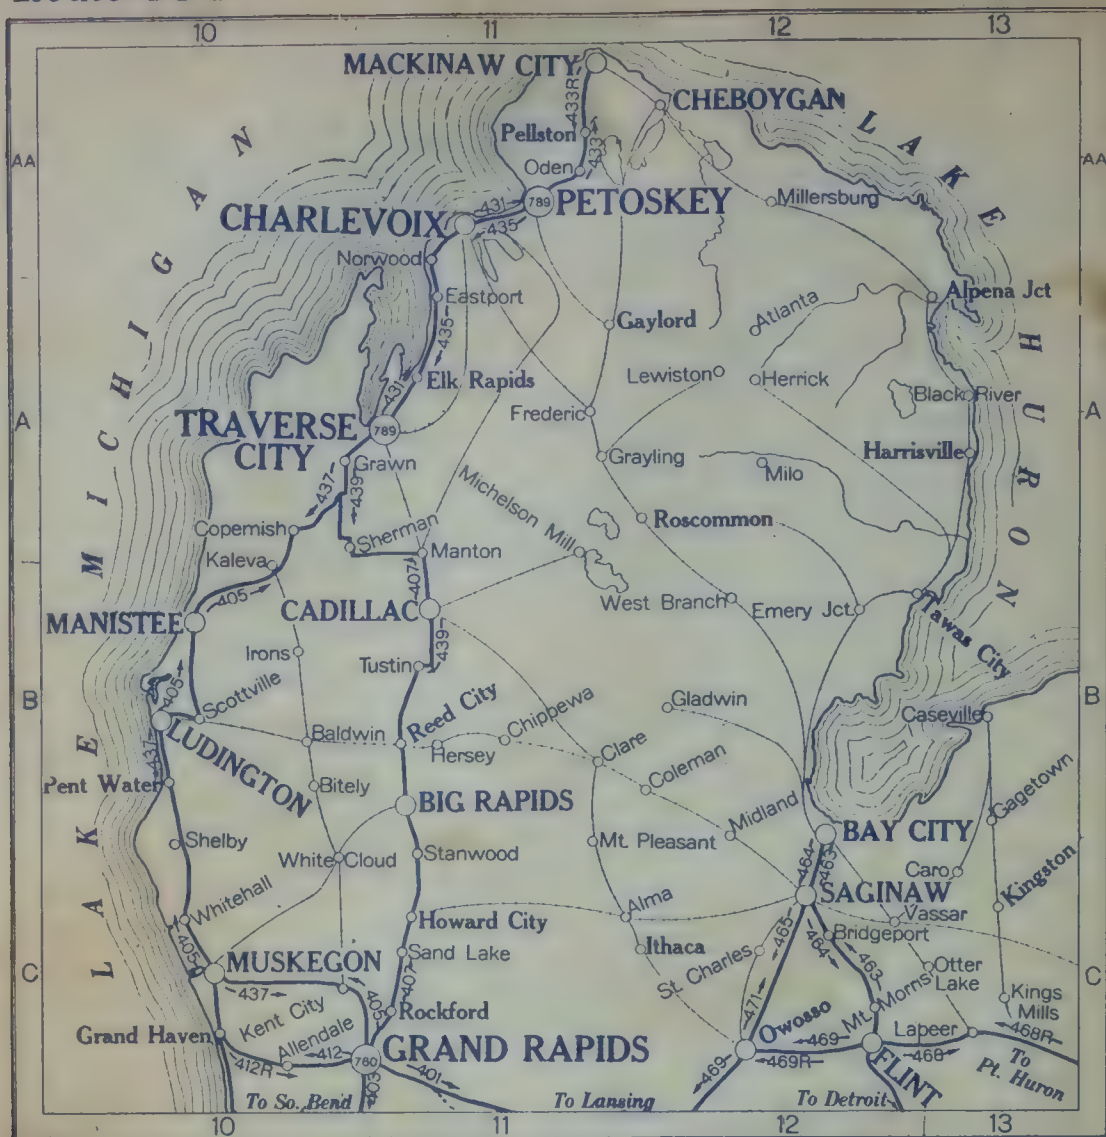 10 11 12 13
MACKINAW CITY
433R
CHEBOYGAN
LAKE HURON
Pellston
AA
AA
Oden
433
431
789
PETOSKEY
Millersburg
CHARLEVOIX
435
LAKE MICHIGAN
Norwood
Eastport
Alpena Jct
435
Atlanta
Gaylord
Lewiston
Herrick
431
Elk Rapids
Black River
A
Frederic
A
TRAVERSE
CITY
789
Harrisville
Grawn
Grayling
Milo
437
439
Michelson Mill
Copemish
Sherman
Roscommon
Kaleva
Manton
407
405
CADILLAC
West Branch
Emery Jct.
MANISTEE
Tawas City
439
Irons
Tustin
405
B
Scottville
Gladwin
B
Reed City
Chippewa
Caseville
LUDINGTON
437
Baldwin
Hersey
Clare
Coleman
Pent Water
Bitely
BIG RAPIDS
Midland
Gagetown
BAY CITY
Shelby
Mt. Pleasant
White Cloud
Stanwood
464
463
Caro
Kingston
SAGINAW
Whitehall
Howard City
Alma
Vassar
405
Sand Lake
Ithaca
465
Bridgeport
464
463
St. Charles
C
MUSKEGON
Otter
Lake
C
437
407
471
Kings
Mills
Kent City
405
Rockford
Mt. Morris
Grand Haven
Allendale
Owosso
Lapeer
468R
412
412R
780
GRAND RAPIDS
469
469
469R
FLINT
468
To
Pt. Huron
403
401
To So. Bend
To Lansing
To Detroit
10 11 12 13